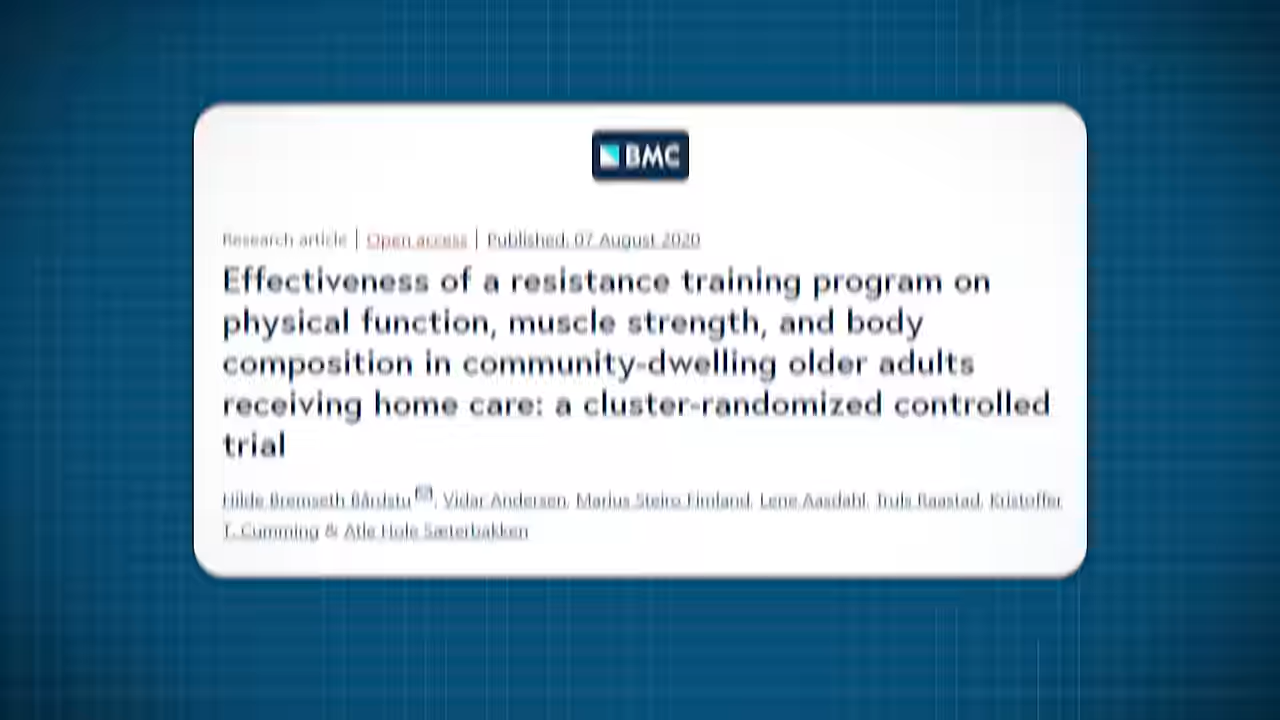 BMC
Research article | Open access | Published: 07 August 2020
Effectiveness of a resistance training program on
physical function, muscle strength, and body
composition in community-dwelling older adults
receiving home care: a cluster-randomized controlled
trial
Hilde Bremseth Bårdstu, Vidar Andersen, Marius Steiro Fimland, Lene Aasdahl, Truls Raastad, Kristoffer
T. Cumming & Atle Hole Sæterbakken